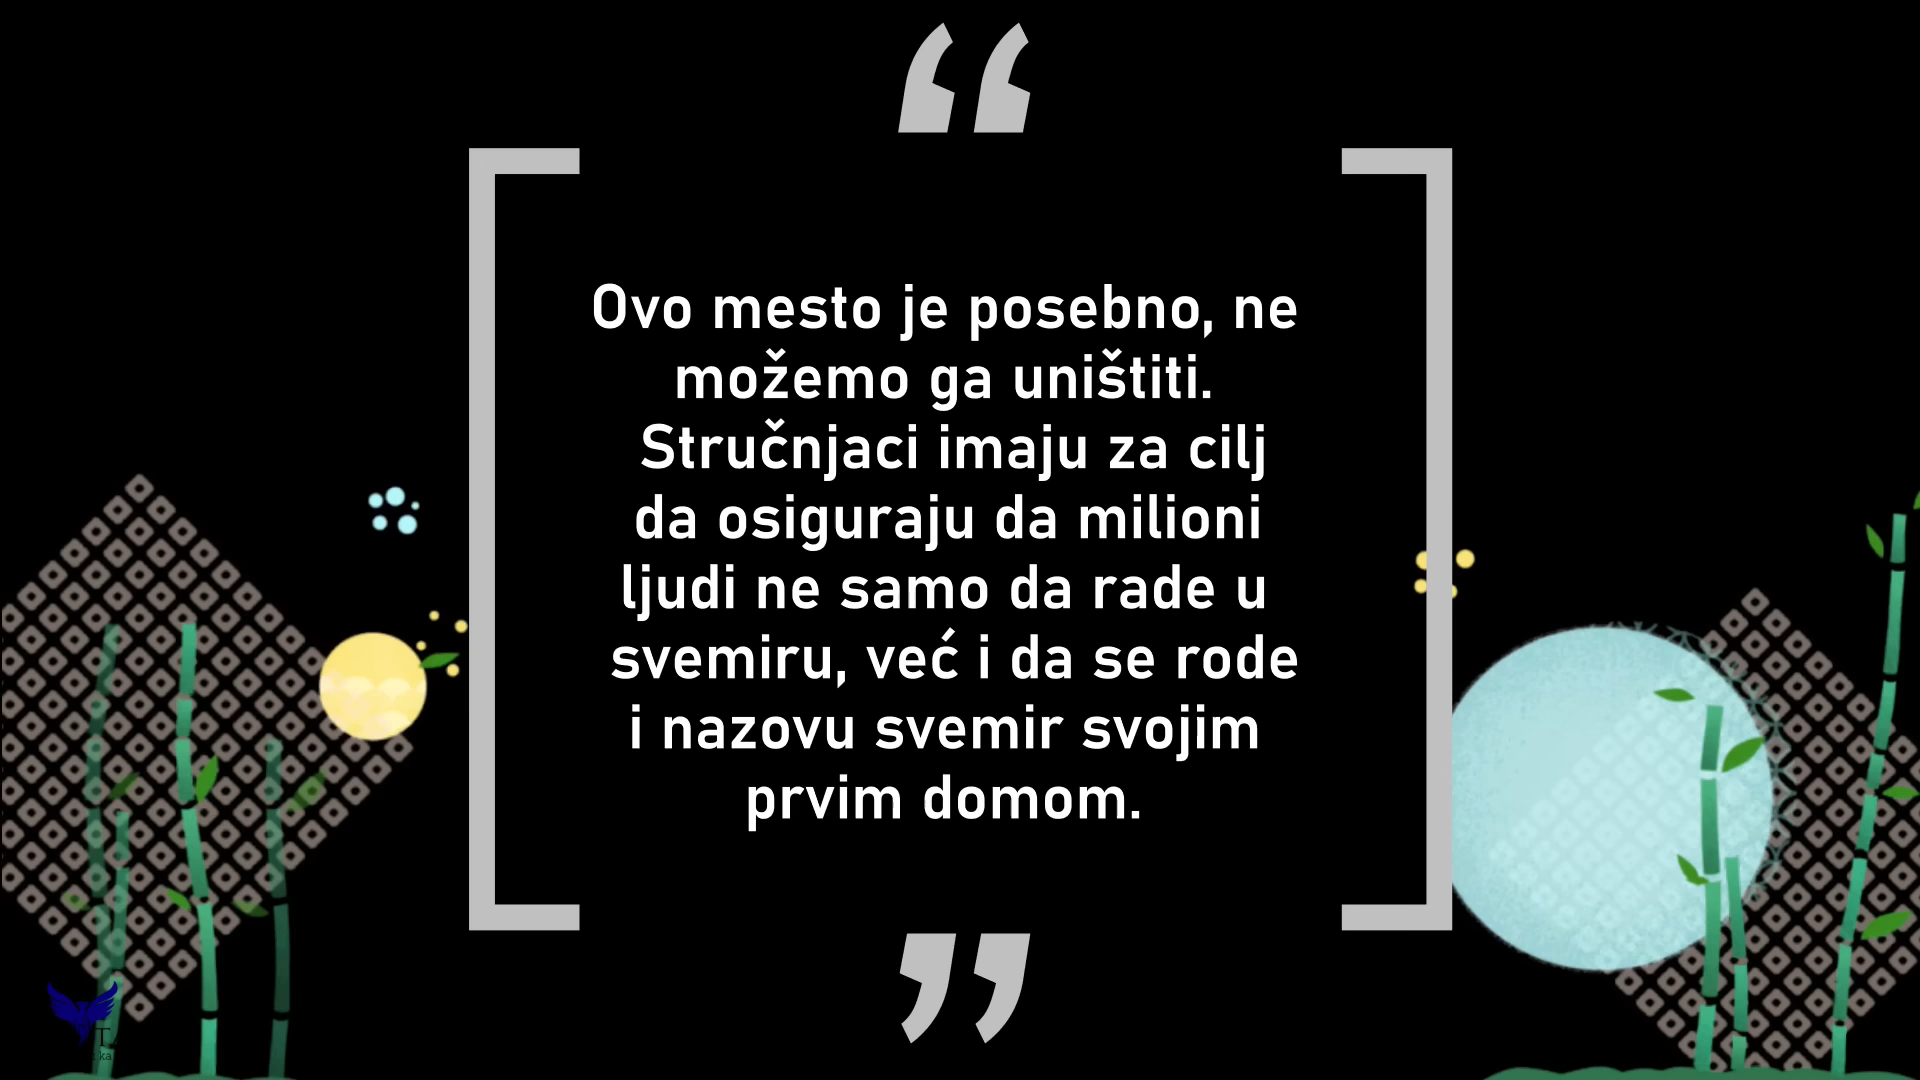 Ovo mesto je posebno, ne
možemo ga uništiti.
Stručnjaci imaju za cilj
da osiguraju da milioni
ljudi ne samo da rade u
svemiru, već i da se rode
i nazovu svemir svojim
prvim domom.